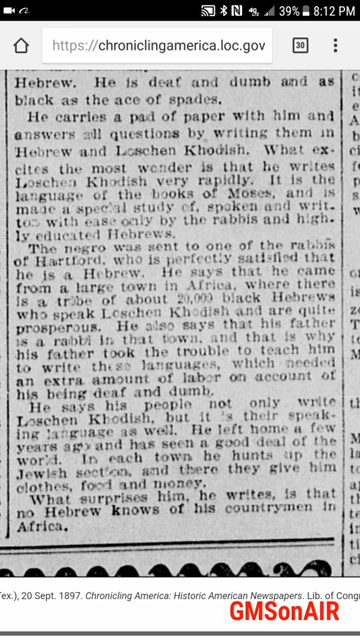 39% 8:12 PM
https://chroniclingamerica.loc.gov
30
Hebrew. He is deaf and dumb and as
black as the ace of spades.
He carries a pad of paper with him and
answers all questions by writing them in
Hebrew and Loschen Khodish. What ex-
cites the most wonder is that he writes
Loschen Khodish very rapidly. It is the
language of the books of Moses, and is
made a special study of, spoken and writ-
ten with ease only by the rabbis and high-
ly educated Hebrews.
The negro was sent to one of the rabbis
of Hartford, who is perfectly satisfied that
he is a Hebrew. He says that he came
from a large town in Africa, where there
is a tribe of about 20,000 black Hebrews
who speak Loschen Khodish and are quite
prosperous. He also says that his father
is a rabbi in that town, and that is why
his father took the trouble to teach him
to write these languages, which needed
an extra amount of labor on account of
his being deaf and dumb.
He says his people not only write
Loschen Khodish, but it is their speak-
ing language as well. He left home a few
years ago and has seen a good deal of the
world. In each town he hunts up the
Jewish section, and there they give him
clothes, food and money.
What surprises him, he writes, is that
no Hebrew knows of his countrymen in
Africa.
Tex.), 20 Sept. 1897. Chronicling America: Historic American Newspapers. Lib. of Congr
GMSonAIR